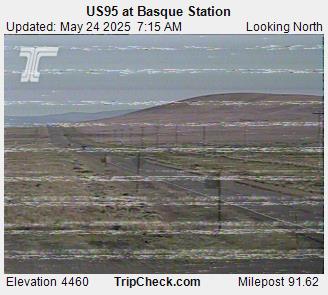 US95 at Basque Station
Updated: May 24 2025 7:15 AM Looking North
Elevation 4460 TripCheck.com Milepost 91.62